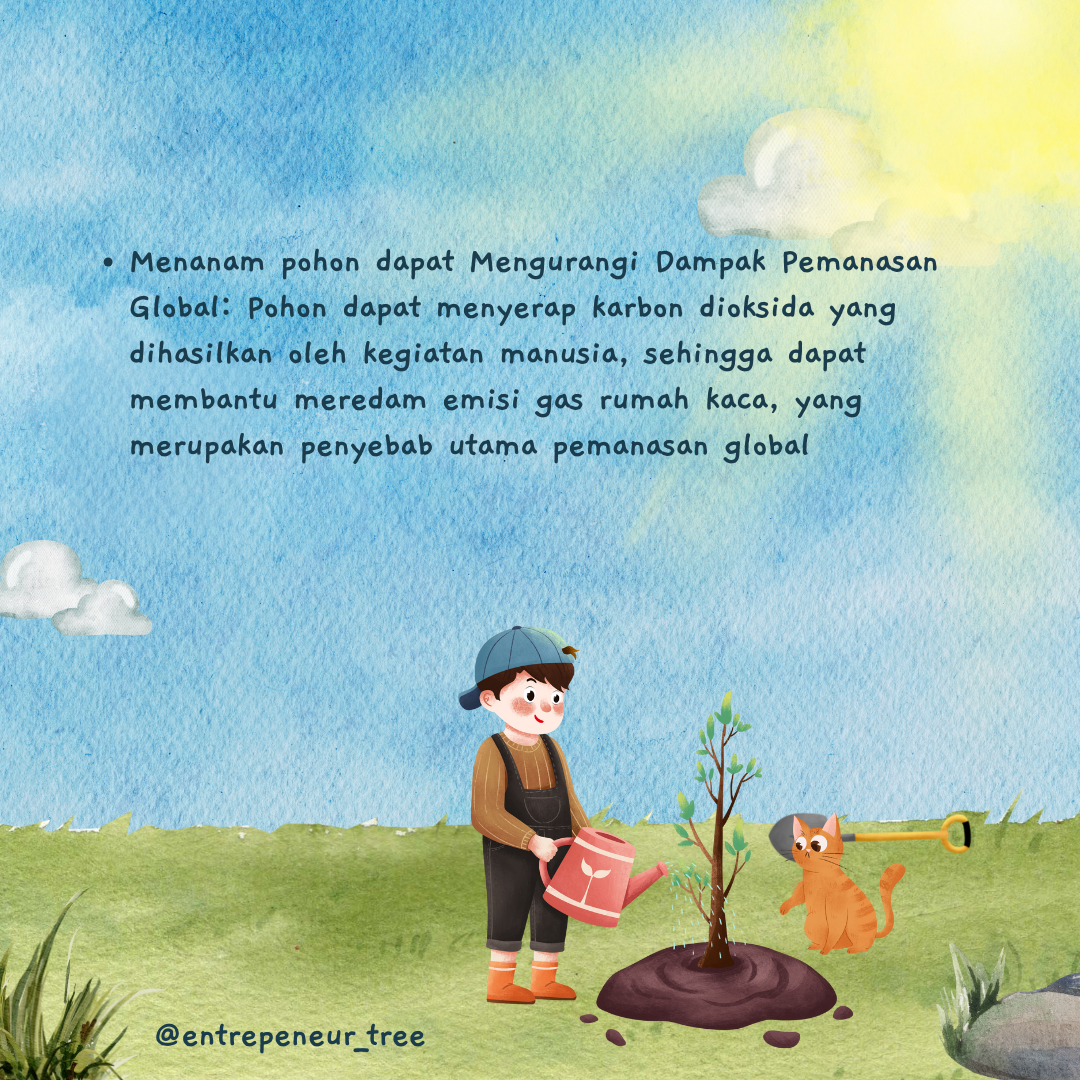 • Menanam pohon dapat Mengurangi Dampak Pemanasan
Global: Pohon dapat menyerap karbon dioksida yang
dihasilkan oleh kegiatan manusia, sehingga dapat
membantu meredam emisi gas rumah kaca, yang
merupakan penyebab utama pemanasan global
@entrepeneur_tree